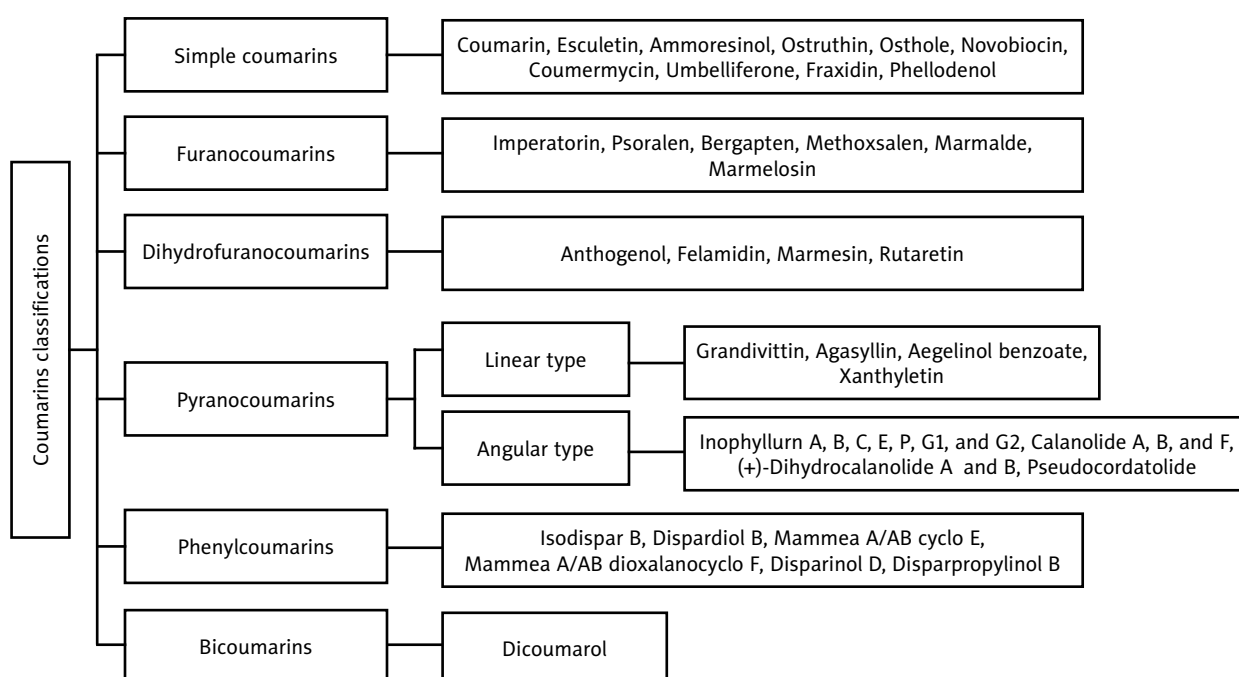 Coumarins classifications
Simple coumarins
Coumarin, Esculetin, Ammoresinol, Ostruthin, Osthole, Novobiocin,
Coumermycin, Umbelliferone, Fraxidin, Phellodenol
Furanocoumarins
Imperatorin, Psoralen, Bergapten, Methoxsalen, Marmalde,
Marmelosin
Dihydrofuranocoumarins
Anthogenol, Felamidin, Marmesin, Rutaretin
Pyranocoumarins
Linear type
Grandivittin, Agasyllin, Aegelinol benzoate,
Xanthyletin
Angular type
Inophyllurn A, B, C, E, P, G1, and G2, Calanolide A, B, and F,
(+)-Dihydrocalanolide A and B, Pseudocordatolide
Phenylcoumarins
Isodispar B, Dispardiol B, Mammea A/AB cyclo E,
Mammea A/AB dioxalanocyclo F, Disparinol D, Disparpropylinol B
Bicoumarins
Dicoumarol